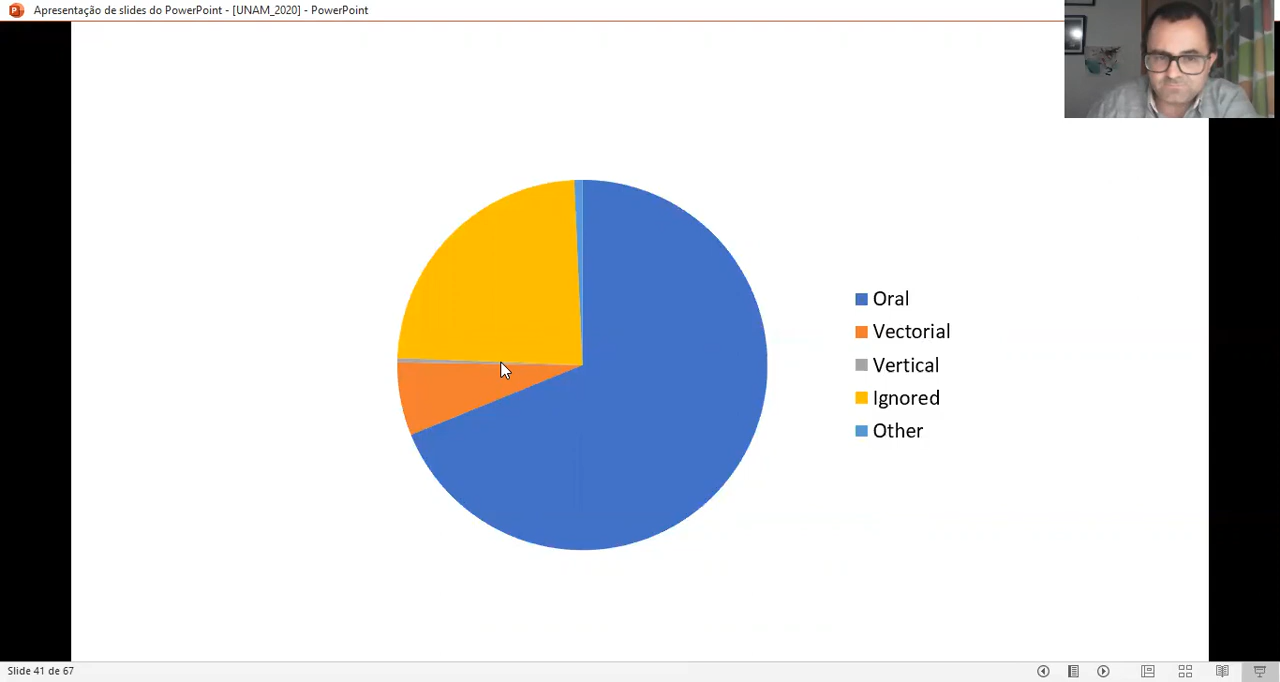 Apresentação de slides do PowerPoint - [UNAM_2020] - PowerPoint
Oral
Vectorial
Vertical
Ignored
Other
Slide 41 de 67